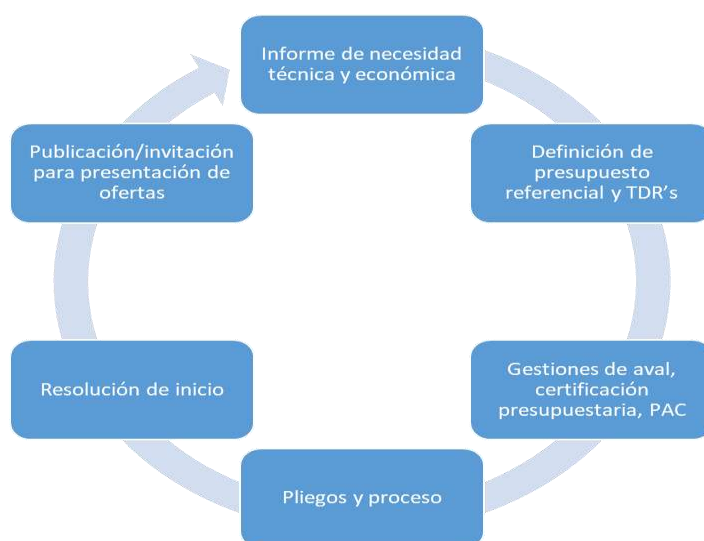 Informe de necesidad
técnica y económica
Definición de
presupuesto
referencial y TDR's
Gestiones de aval,
certificación
presupuestaria, PAC
Pliegos y proceso
Resolución de inicio
Publicación/invitación
para presentación de
ofertas